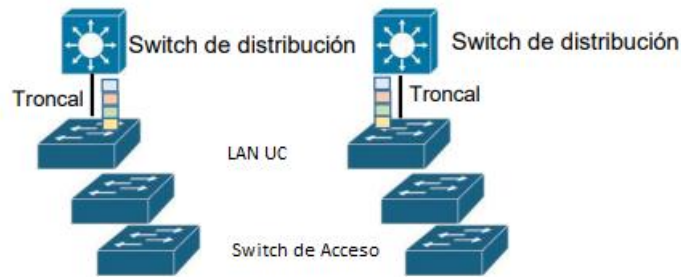 Switch de distribución
Switch de distribución
Troncal
Troncal
LAN UC
Switch de Acceso